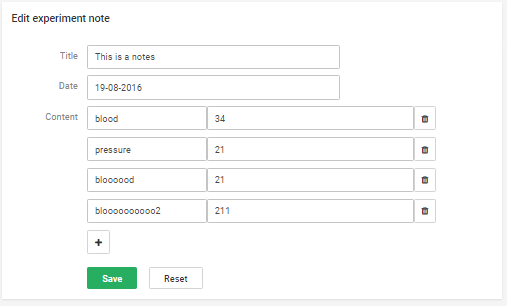 Edit experiment note
Title This is a notes
Date 19-08-2016
Content blood 34
pressure 21
bloooood 21
bloooooooooo2 211
+
Save Reset